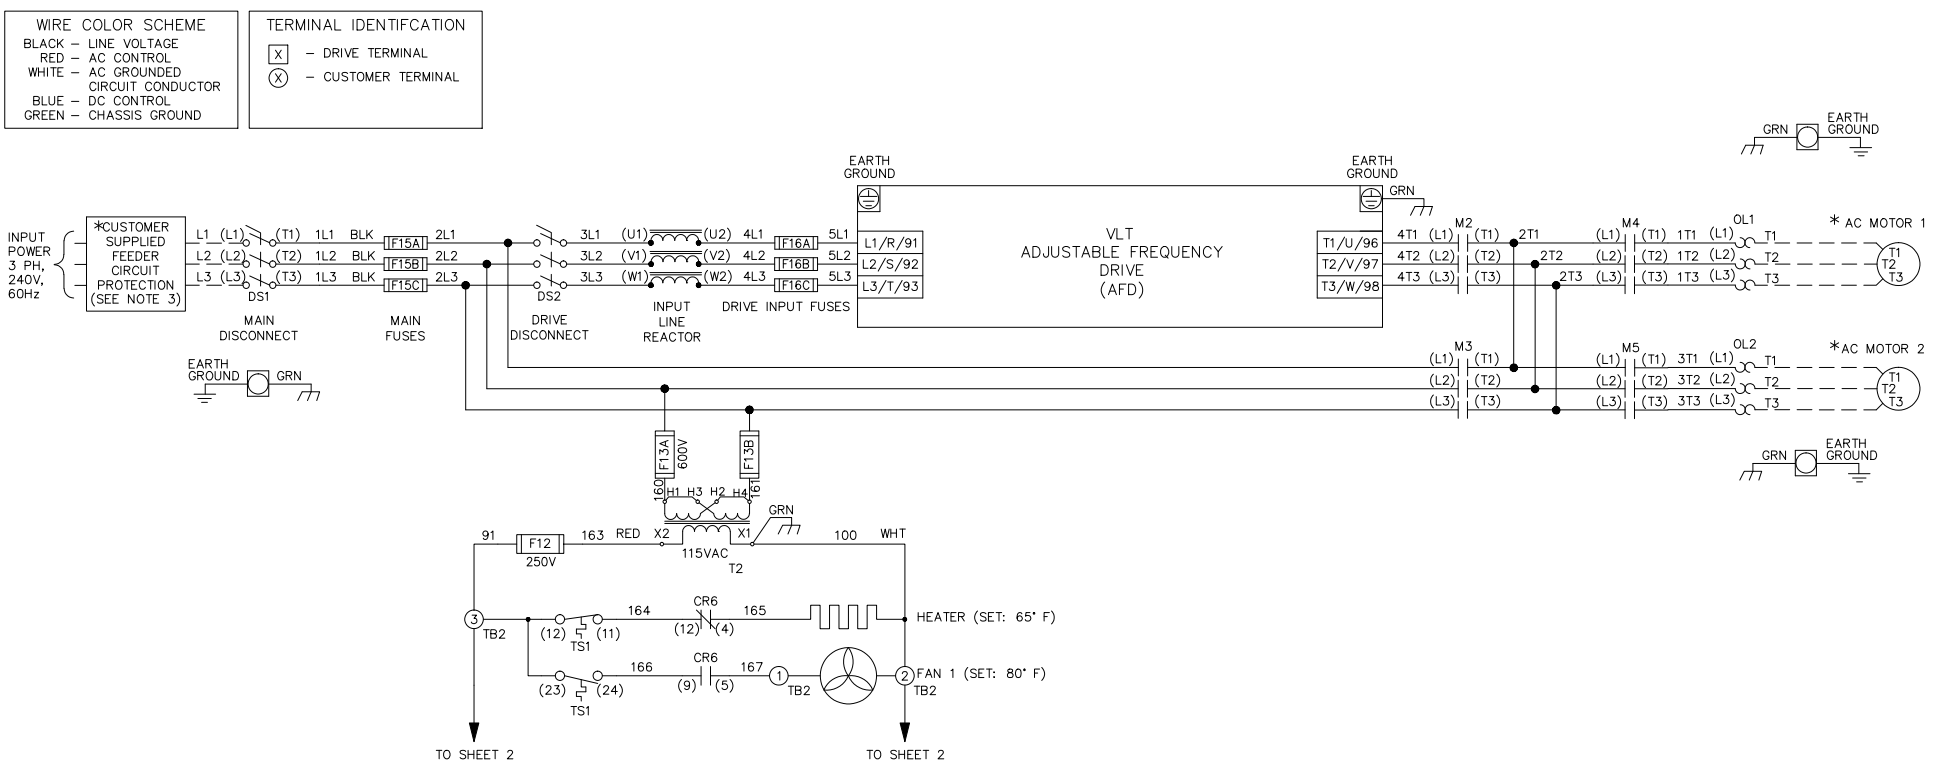 WIRE COLOR SCHEME
BLACK – LINE VOLTAGE
RED – AC CONTROL
WHITE – AC GROUNDED
CIRCUIT CONDUCTOR
BLUE – DC CONTROL
GREEN – CHASSIS GROUND
TERMINAL IDENTIFCATION
X – DRIVE TERMINAL
X – CUSTOMER TERMINAL
GRN EARTH
GROUND
EARTH
GROUND
EARTH
GROUND
GRN
INPUT
POWER
3 PH,
240V,
60Hz
*CUSTOMER
SUPPLIED
FEEDER
CIRCUIT
PROTECTION
(SEE NOTE 3)
L1 (L1) (T1) 1L1 BLK F15A 2L1 3L1 (U1) (U2) 4L1 F16A 5L1 L1/R/91
L2 (L2) (T2) 1L2 BLK F15B 2L2 3L2 (V1) (V2) 4L2 F16B 5L2 L2/S/92
L3 (L3) (T3) 1L3 BLK F15C 2L3 3L3 (W1) (W2) 4L3 F16C 5L3 L3/T/93
DS1
DS2
MAIN
DISCONNECT
MAIN
FUSES
DRIVE
DISCONNECT
INPUT
LINE
REACTOR
DRIVE INPUT FUSES
VLT
ADJUSTABLE FREQUENCY
DRIVE
(AFD)
M2 M4 OL1
T1/U/96 4T1 (L1) (T1) 2T1 (L1) (T1) 1T1 (L1) T1
T2/V/97 4T2 (L2) (T2) 2T2 (L2) (T2) 1T2 (L2) T2
T3/W/98 4T3 (L3) (T3) 2T3 (L3) (T3) 1T3 (L3) T3
* AC MOTOR 1
T1
T2
T3
M3 M5 OL2
(L1) (T1) (L1) (T1) 3T1 (L1) T1
(L2) (T2) (L2) (T2) 3T2 (L2) T2
(L3) (T3) (L3) (T3) 3T3 (L3) T3
*AC MOTOR 2
T1
T2
T3
EARTH
GROUND GRN
GRN EARTH
GROUND
F13A
600V
F13B
160
161
H1 H3 H2 H4
GRN
91 F12 163 RED X2 X1 100 WHT
250V
115VAC
T2
3
TB2
(12) (11)
TS1
164
CR6
(12) (4)
165
HEATER (SET: 65° F)
(23) (24)
TS1
166
CR6
(9) (5)
167
1
TB2
2
TB2
FAN 1 (SET: 80° F)
TO SHEET 2
TO SHEET 2